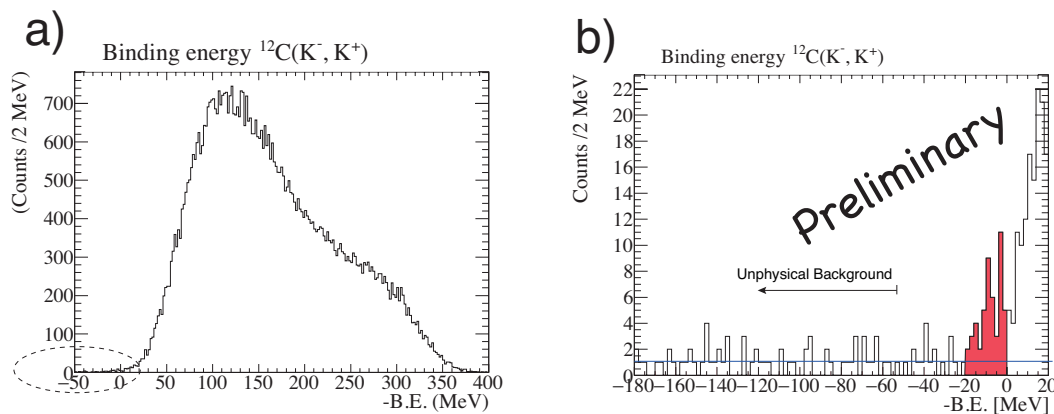 a)
Binding energy ¹²C(K⁻, K⁺)
(Counts /2 MeV)
700
600
500
400
300
200
100
0
−50 0 50 100 150 200 250 300 350 400
-B.E. (MeV)
b)
Binding energy ¹²C(K⁻, K⁺)
Counts /2 MeV
22
20
18
16
14
12
10
8
6
4
2
0
Preliminary
Unphysical Background
−180 −160 −140 −120 −100 −80 −60 −40 −20 0 20
-B.E. [MeV]